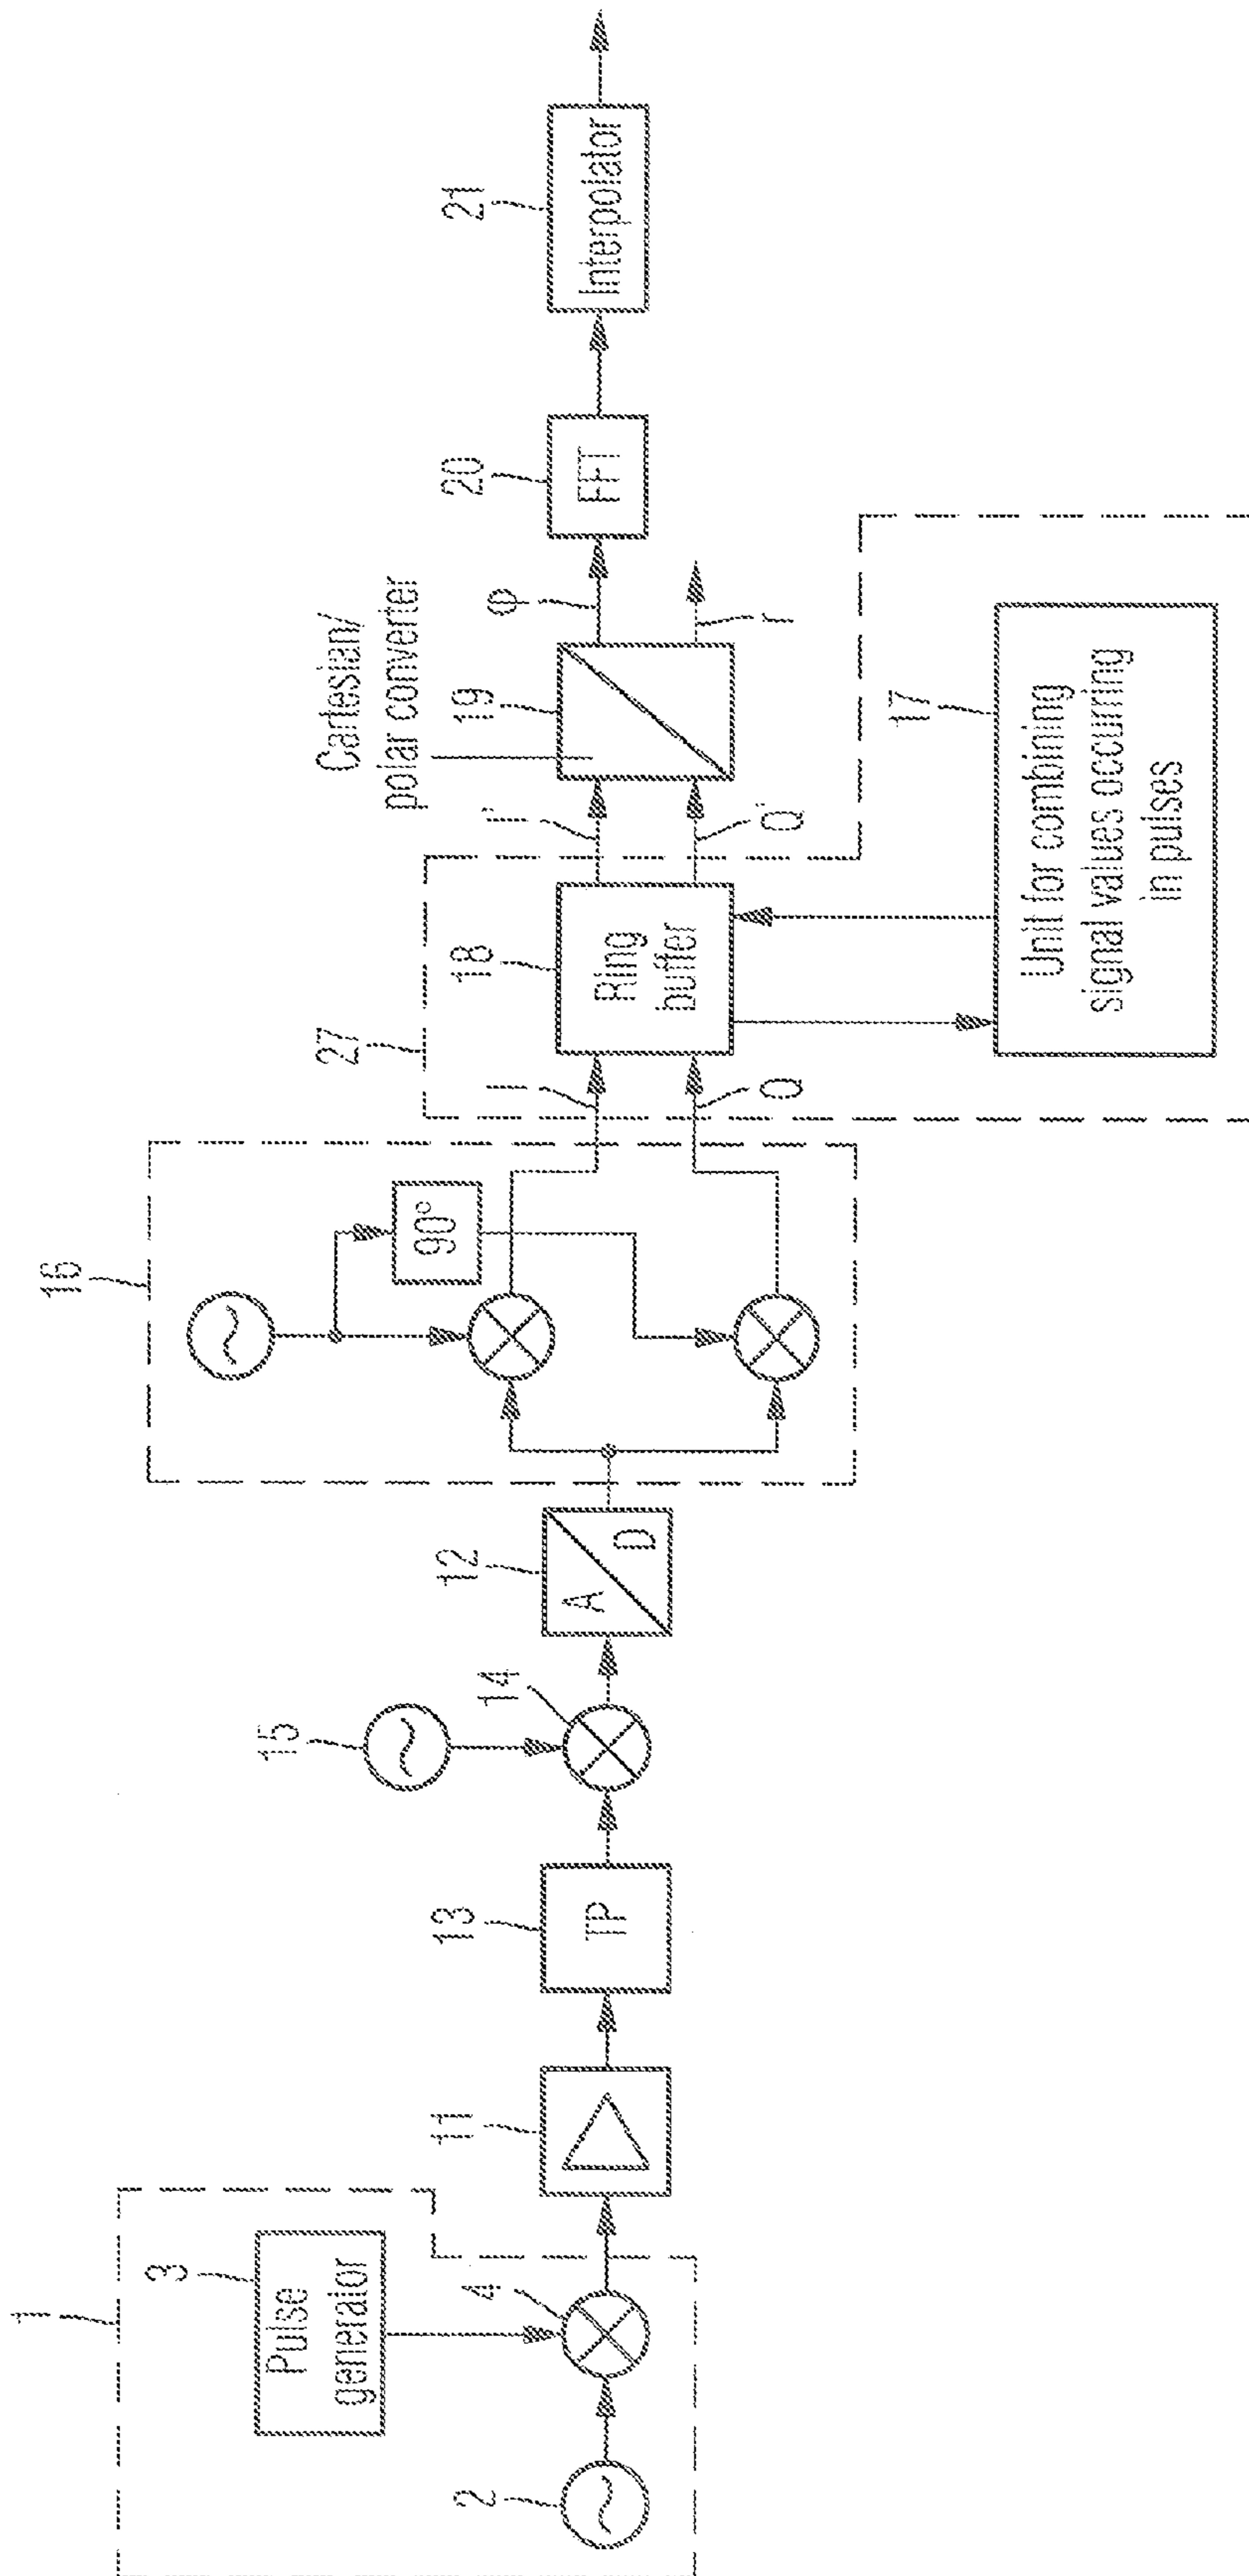 1
3
Pulse
generator
2
4
11
13
TP
15
14
12
A
D
16
90°
27
I
Q
18
Ring
buffer
I'
Q'
Cartesian/
polar converter
19
φ
r
17
Unit for combining
signal values occurring
in pulses
20
FFT
21
Interpolator